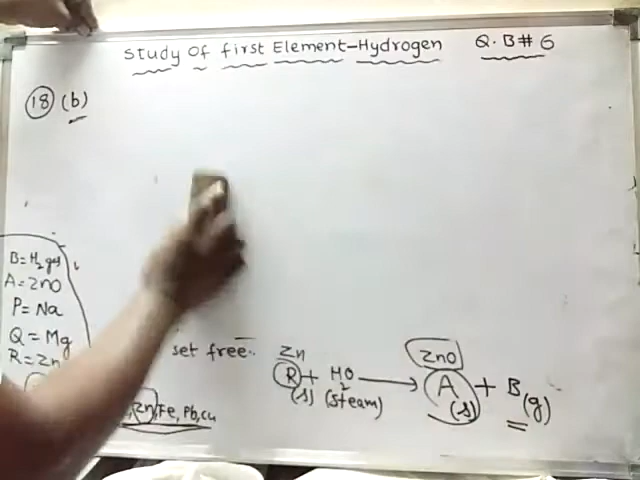 Study Of first Element-Hydrogen Q.B# 6
18 (b)
B=H2 gas
A=ZnO
P=Na
Q=Mg
R=Zn
set free..
Zn
ZnO
R + H2O → A + B
(s) (steam) (s) (g)
,Zn,Fe,Pb,Cu